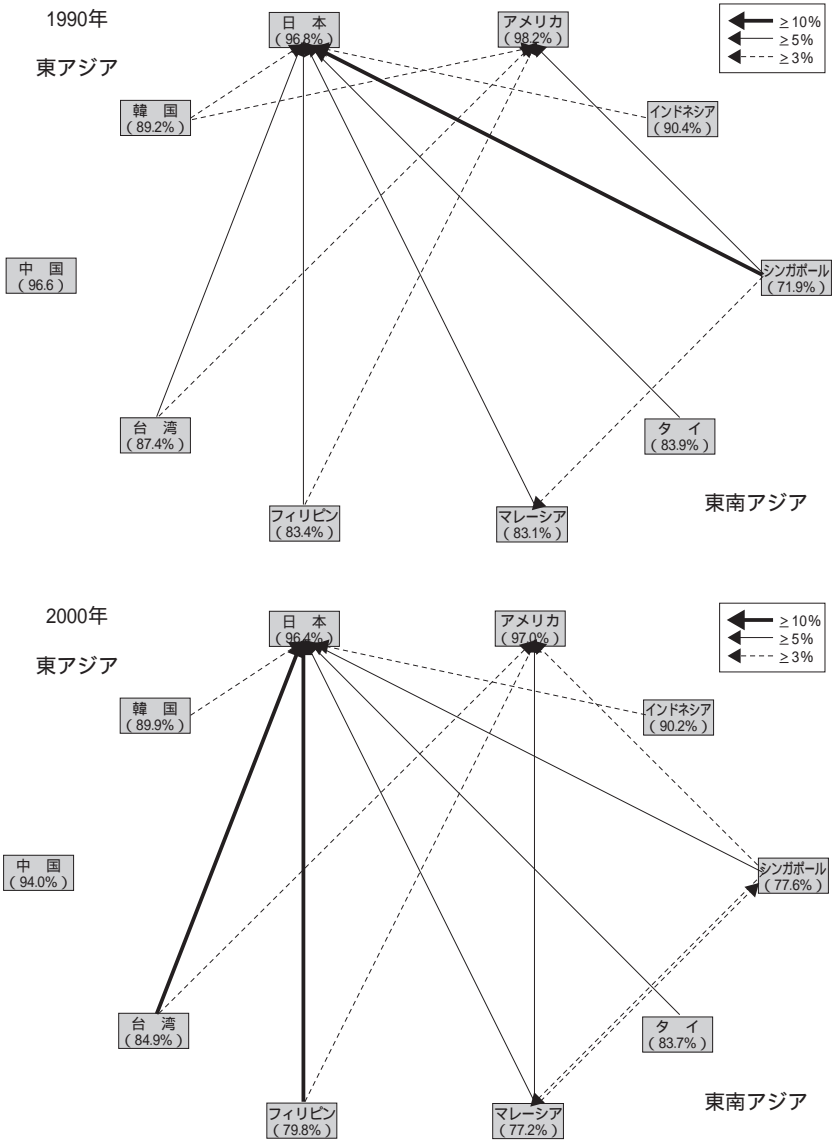 1990年
日 本
( 96.8% )
アメリカ
( 98.2% )
≥ 10%
≥ 5%
≥ 3%
東アジア
韓 国
( 89.2% )
インドネシア
( 90.4% )
中 国
( 96.6 )
シンガポール
( 71.9% )
台 湾
( 87.4% )
タ イ
( 83.9% )
フィリピン
( 83.4% )
マレーシア
( 83.1% )
東南アジア
2000年
日 本
( 96.4% )
アメリカ
( 97.0% )
≥ 10%
≥ 5%
≥ 3%
東アジア
韓 国
( 89.9% )
インドネシア
( 90.2% )
中 国
( 94.0% )
シンガポール
( 77.6% )
台 湾
( 84.9% )
タ イ
( 83.7% )
フィリピン
( 79.8% )
マレーシア
( 77.2% )
東南アジア